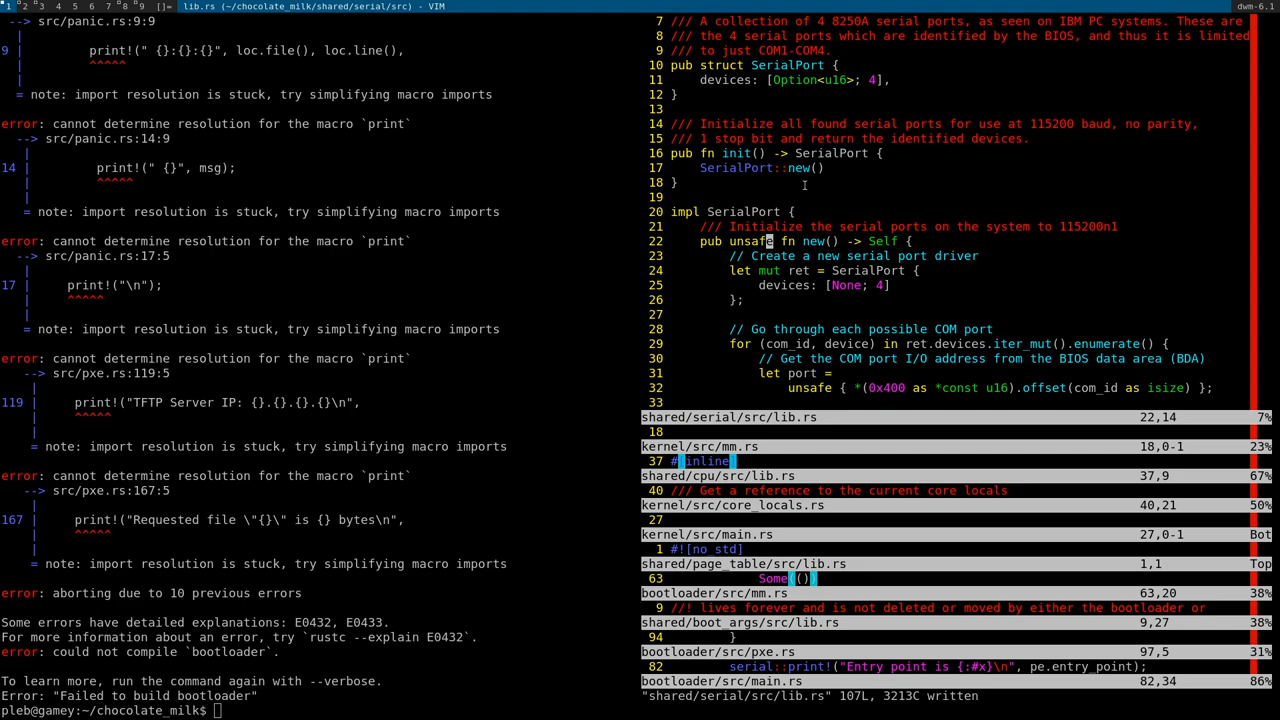 1 2 3 4 5 6 7 8 9 []= lib.rs (~/chocolate_milk/shared/serial/src) - VIM dwm-6.1
--> src/panic.rs:9:9
|
9 | print!(" {}:{}:{}", loc.file(), loc.line(),
| ^^^^^
|
= note: import resolution is stuck, try simplifying macro imports
error: cannot determine resolution for the macro `print`
--> src/panic.rs:14:9
|
14 | print!(" {}", msg);
| ^^^^^
|
= note: import resolution is stuck, try simplifying macro imports
error: cannot determine resolution for the macro `print`
--> src/panic.rs:17:5
|
17 | print!("\n");
| ^^^^^
|
= note: import resolution is stuck, try simplifying macro imports
error: cannot determine resolution for the macro `print`
--> src/pxe.rs:119:5
|
119 | print!("TFTP Server IP: {}.{}.{}.{}\n",
| ^^^^^
|
= note: import resolution is stuck, try simplifying macro imports
error: cannot determine resolution for the macro `print`
--> src/pxe.rs:167:5
|
167 | print!("Requested file \"{}\" is {} bytes\n",
| ^^^^^
|
= note: import resolution is stuck, try simplifying macro imports
error: aborting due to 10 previous errors
Some errors have detailed explanations: E0432, E0433.
For more information about an error, try `rustc --explain E0432`.
error: could not compile `bootloader`.
To learn more, run the command again with --verbose.
Error: "Failed to build bootloader"
pleb@gamey:~/chocolate_milk$
7 /// A collection of 4 8250A serial ports, as seen on IBM PC systems. These are
8 /// the 4 serial ports which are identified by the BIOS, and thus it is limited
9 /// to just COM1-COM4.
10 pub struct SerialPort {
11 devices: [Option<u16>; 4],
12 }
13
14 /// Initialize all found serial ports for use at 115200 baud, no parity,
15 /// 1 stop bit and return the identified devices.
16 pub fn init() -> SerialPort {
17 SerialPort::new()
18 }
19
20 impl SerialPort {
21 /// Initialize the serial ports on the system to 115200n1
22 pub unsafe fn new() -> Self {
23 // Create a new serial port driver
24 let mut ret = SerialPort {
25 devices: [None; 4]
26 };
27
28 // Go through each possible COM port
29 for (com_id, device) in ret.devices.iter_mut().enumerate() {
30 // Get the COM port I/O address from the BIOS data area (BDA)
31 let port =
32 unsafe { *(0x400 as *const u16).offset(com_id as isize) };
33
shared/serial/src/lib.rs 22,14 7%
18
kernel/src/mm.rs 18,0-1 23%
37 #[inline]
shared/cpu/src/lib.rs 37,9 67%
40 /// Get a reference to the current core locals
kernel/src/core_locals.rs 40,21 50%
27
kernel/src/main.rs 27,0-1 Bot
1 #![no_std]
shared/page_table/src/lib.rs 1,1 Top
63 Some(())
bootloader/src/mm.rs 63,20 38%
9 //! lives forever and is not deleted or moved by either the bootloader or
shared/boot_args/src/lib.rs 9,27 38%
94 }
bootloader/src/pxe.rs 97,5 31%
82 serial::print!("Entry point is {:#x}\n", pe.entry_point);
bootloader/src/main.rs 82,34 86%
"shared/serial/src/lib.rs" 107L, 3213C written